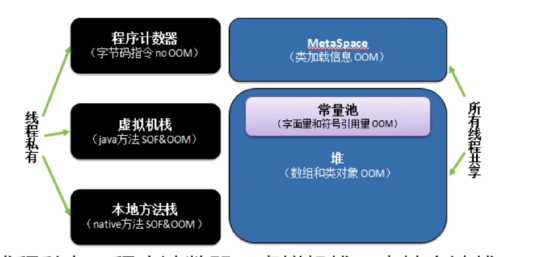 程序计数器
（字节码指令 no OOM）
虚拟机栈
（java方法 SOF&OOM）
本地方法栈
（native方法 SOF&OOM ）
线程私有
MetaSpace
（类加载信息 OOM）
常量池
（字面量和符号引用量 OOM）
堆
（数组和类对象 OOM）
所有线程共享